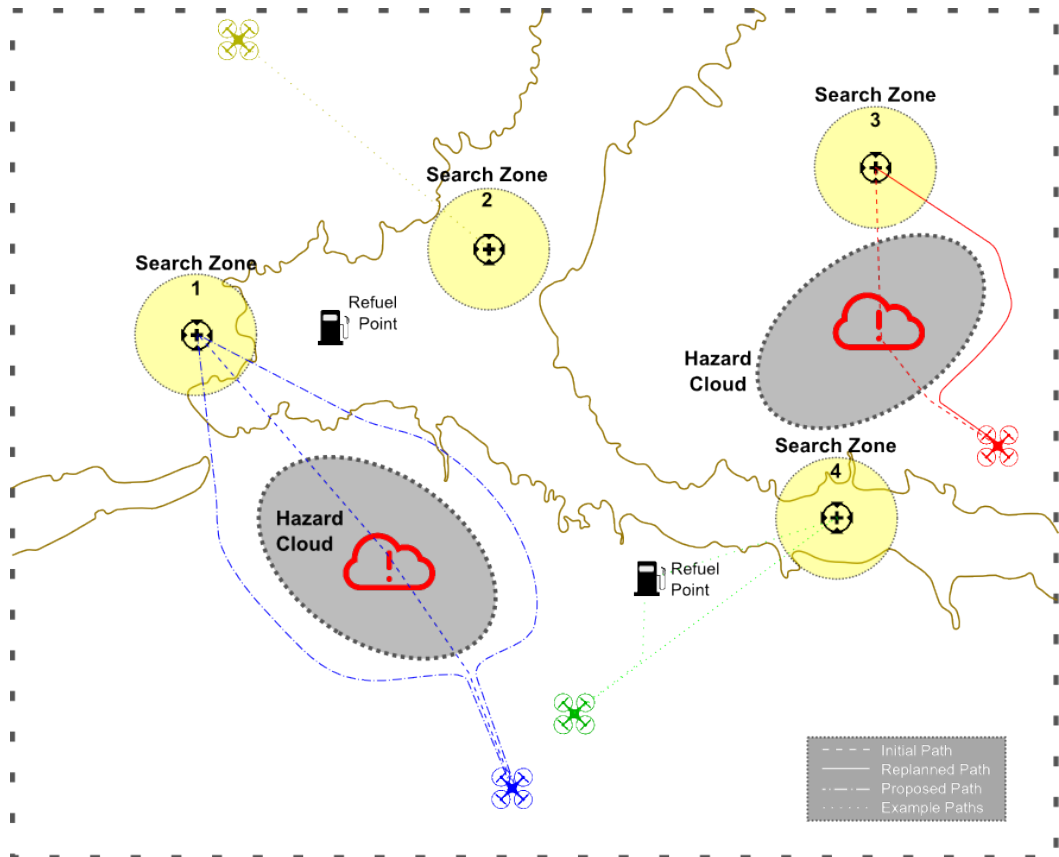 Search Zone
3
Search Zone
2
Search Zone
1
Refuel
Point
Hazard
Cloud
Search Zone
4
Hazard
Cloud
Refuel
Point
Initial Path
Replanned Path
Proposed Path
Example Paths